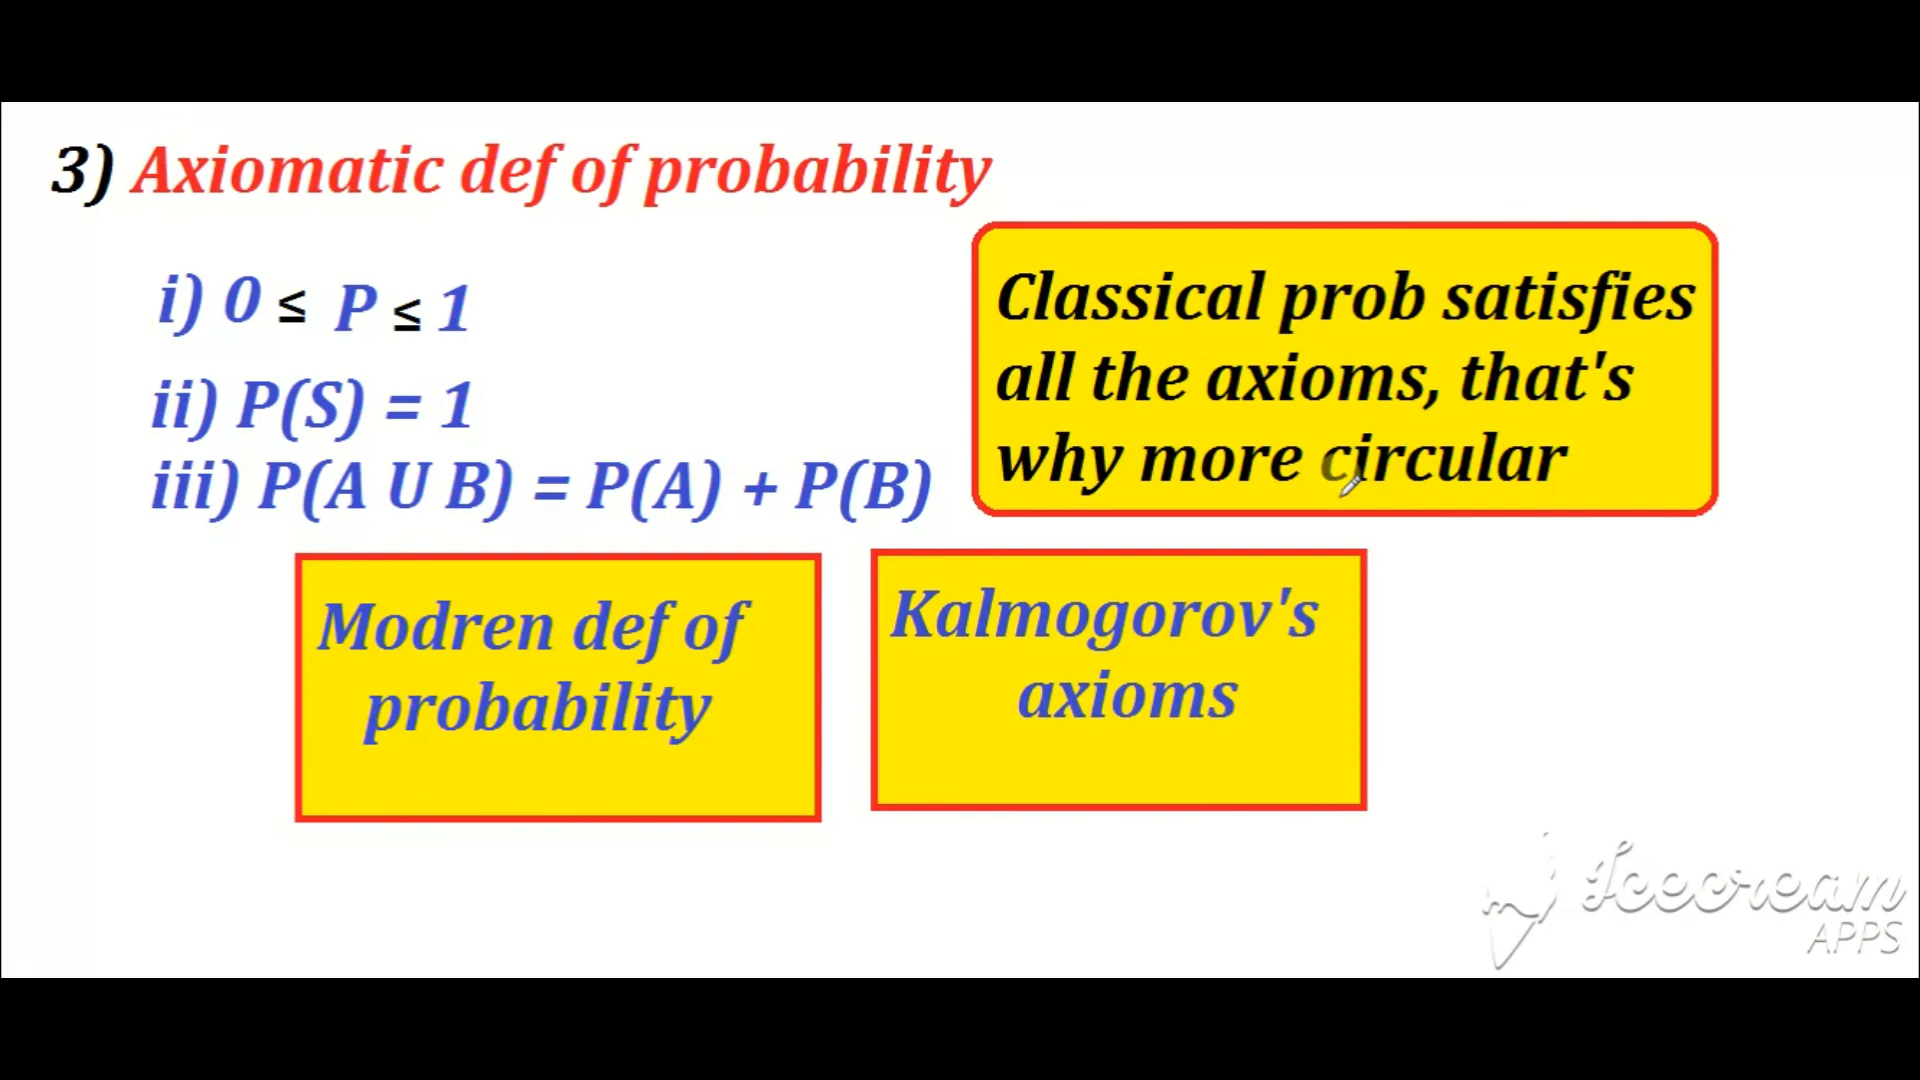 3) Axiomatic def of probability
i) 0 ≤ P ≤ 1
ii) P(S) = 1
iii) P(A U B) = P(A) + P(B)
Classical prob satisfies
all the axioms, that's
why more circular
Modren def of
probability
Kalmogorov's
axioms
Icecream
APPS